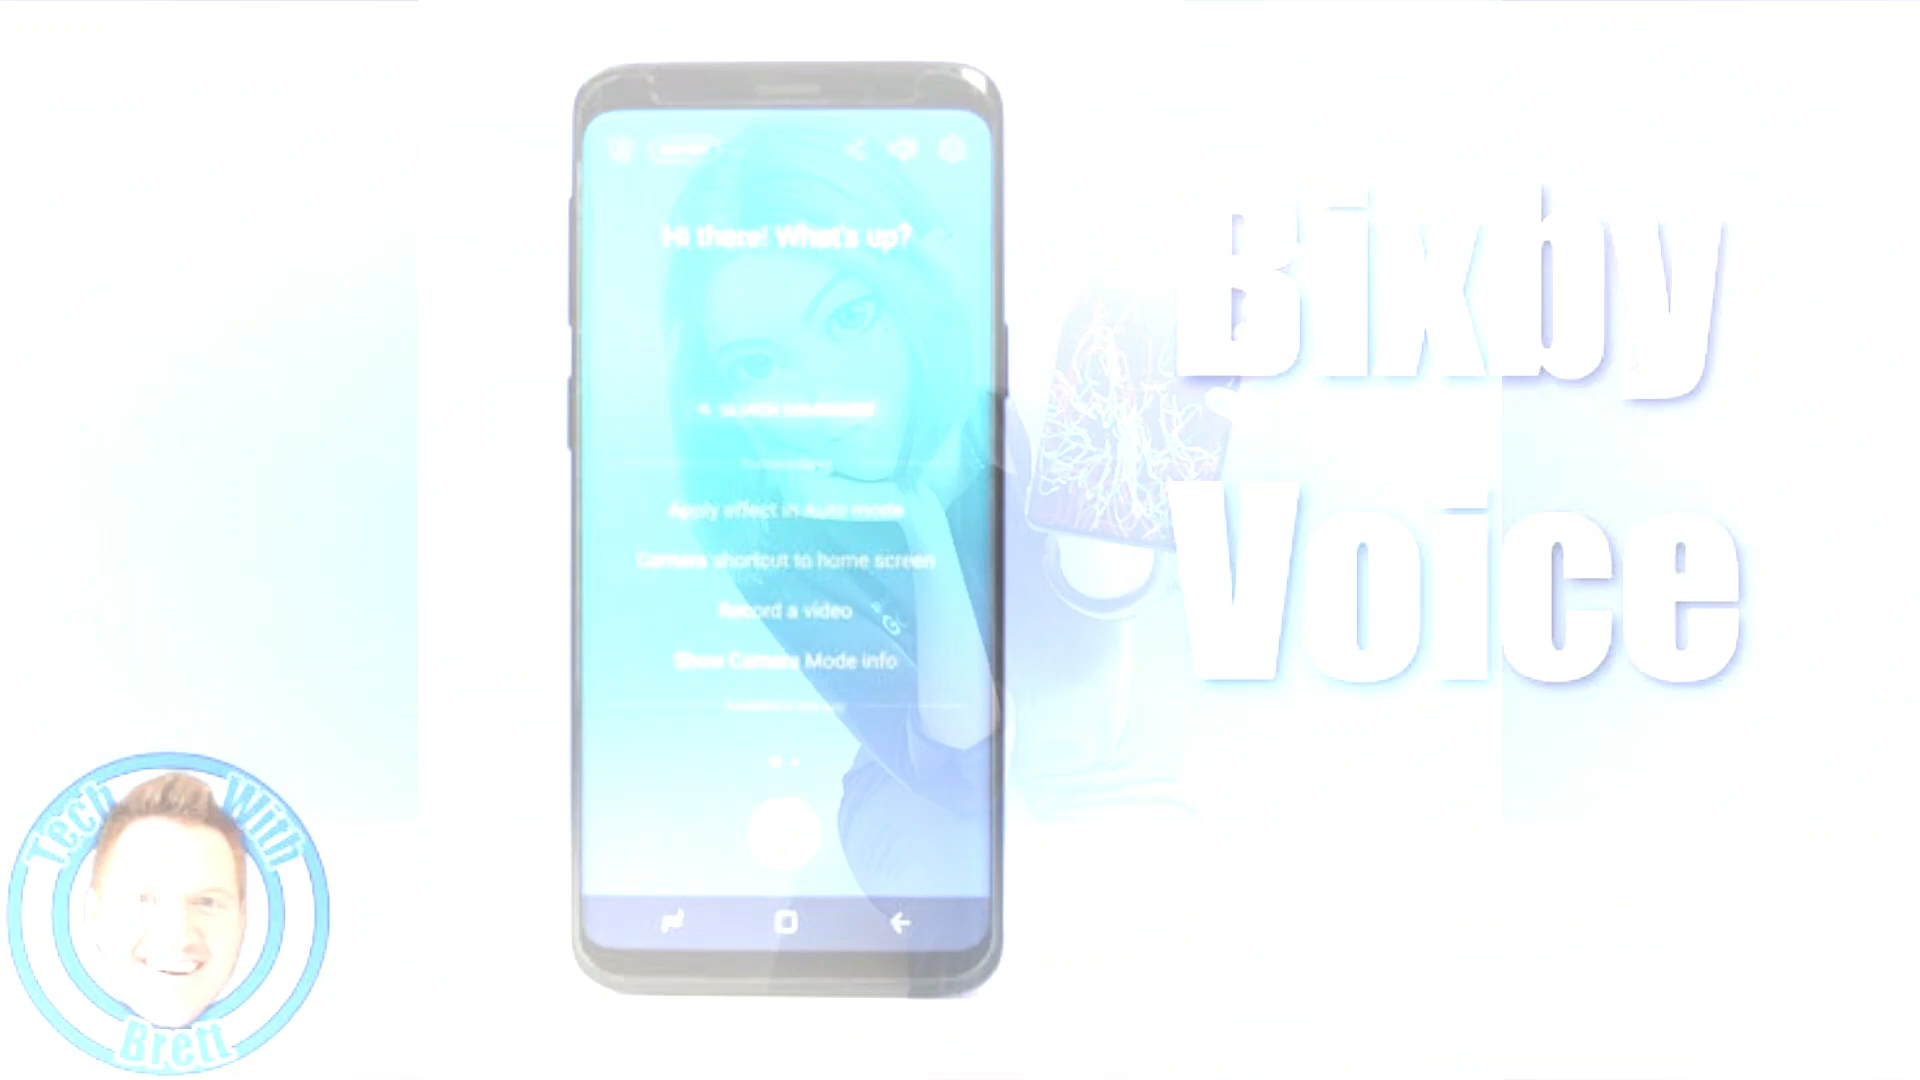 Hi there! What's up?
Apply effect in Auto mode
Camera shortcut to home screen
Record a video
Show Camera Mode info
Bixby
Voice
Tech With
Brett